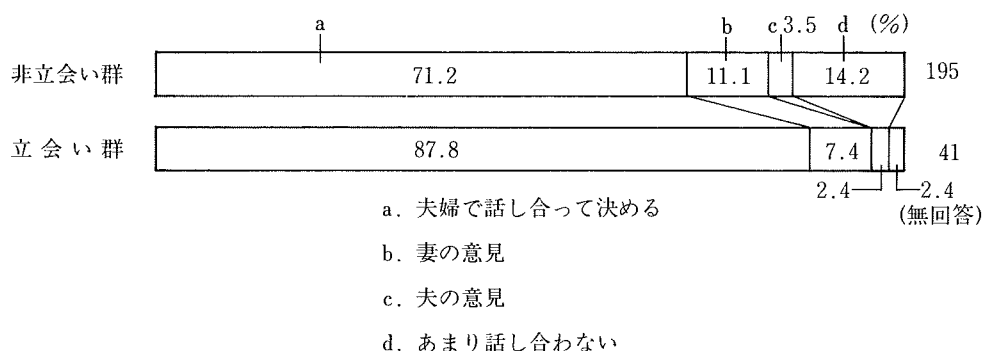 a b c 3.5 d (%)
非立会い群 71.2 11.1 14.2 195
立会い群 87.8 7.4 41
2.4 2.4
(無回答)
a. 夫婦で話し合って決める
b. 妻の意見
c. 夫の意見
d. あまり話し合わない